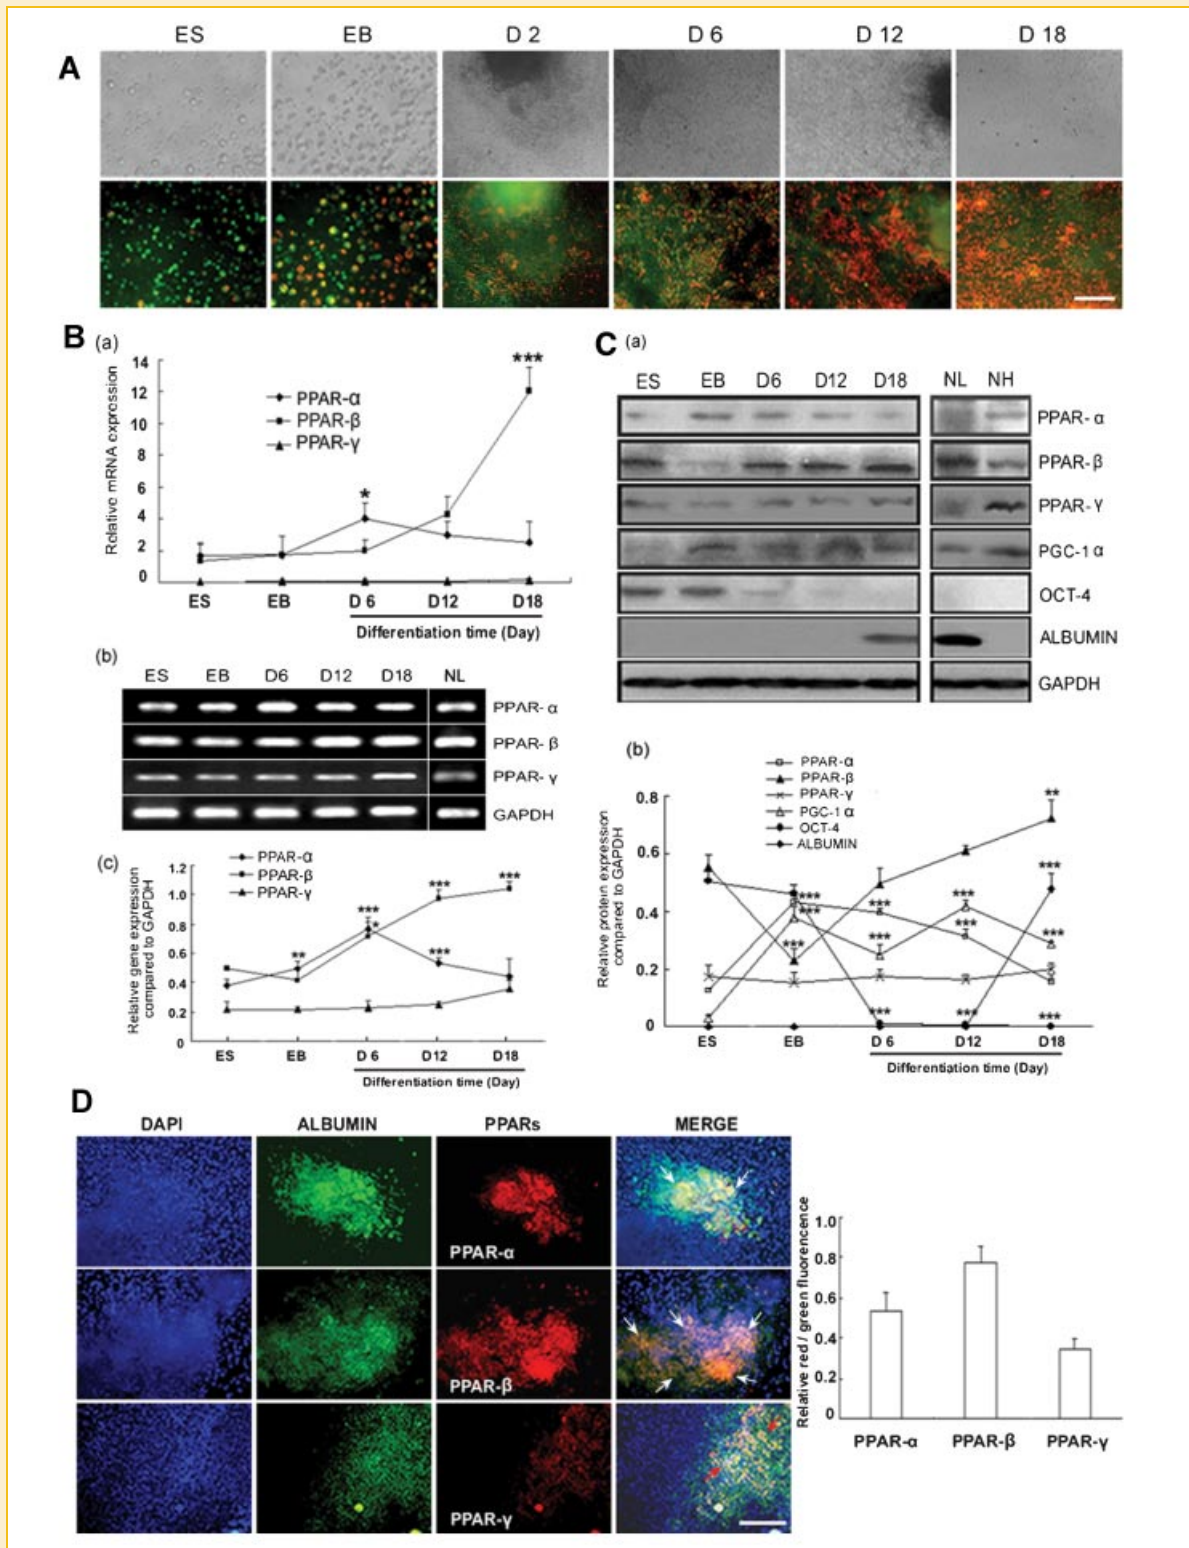 ES EB D 2 D 6 D 12 D 18
A
B (a)
14
12
10
8
6
4
2
0
Relative mRNA expression
PPAR-α
PPAR-β
PPAR-γ
*
***
ES EB D 6 D12 D18
Differentiation time (Day)
(b)
ES EB D6 D12 D18 NL
PPAR-α
PPAR-β
PPAR-γ
GAPDH
(c)
PPAR-α
PPAR-β
PPAR-γ
1.2
1.0
0.8
0.6
0.4
0.2
0
Relative gene expression
compared to GAPDH
**
***
*
***
***
***
ES EB D 6 D12 D18
Differentiation time (Day)
C (a)
ES EB D6 D12 D18 NL NH
PPAR-α
PPAR-β
PPAR-γ
PGC-1α
OCT-4
ALBUMIN
GAPDH
(b)
PPAR-α
PPAR-β
PPAR-γ
PGC-1α
OCT-4
ALBUMIN
0.8
0.6
0.4
0.2
0
Relative protein expression
compared to GAPDH
***
***
***
***
***
***
***
***
***
**
***
***
***
ES EB D 6 D12 D18
Differentiation time (Day)
D
DAPI ALBUMIN PPARs MERGE
PPAR-α
PPAR-β
PPAR-γ
Relative red / green fluorencence
1.0
0.8
0.6
0.4
0.2
0
PPAR-α PPAR-β PPAR-γ